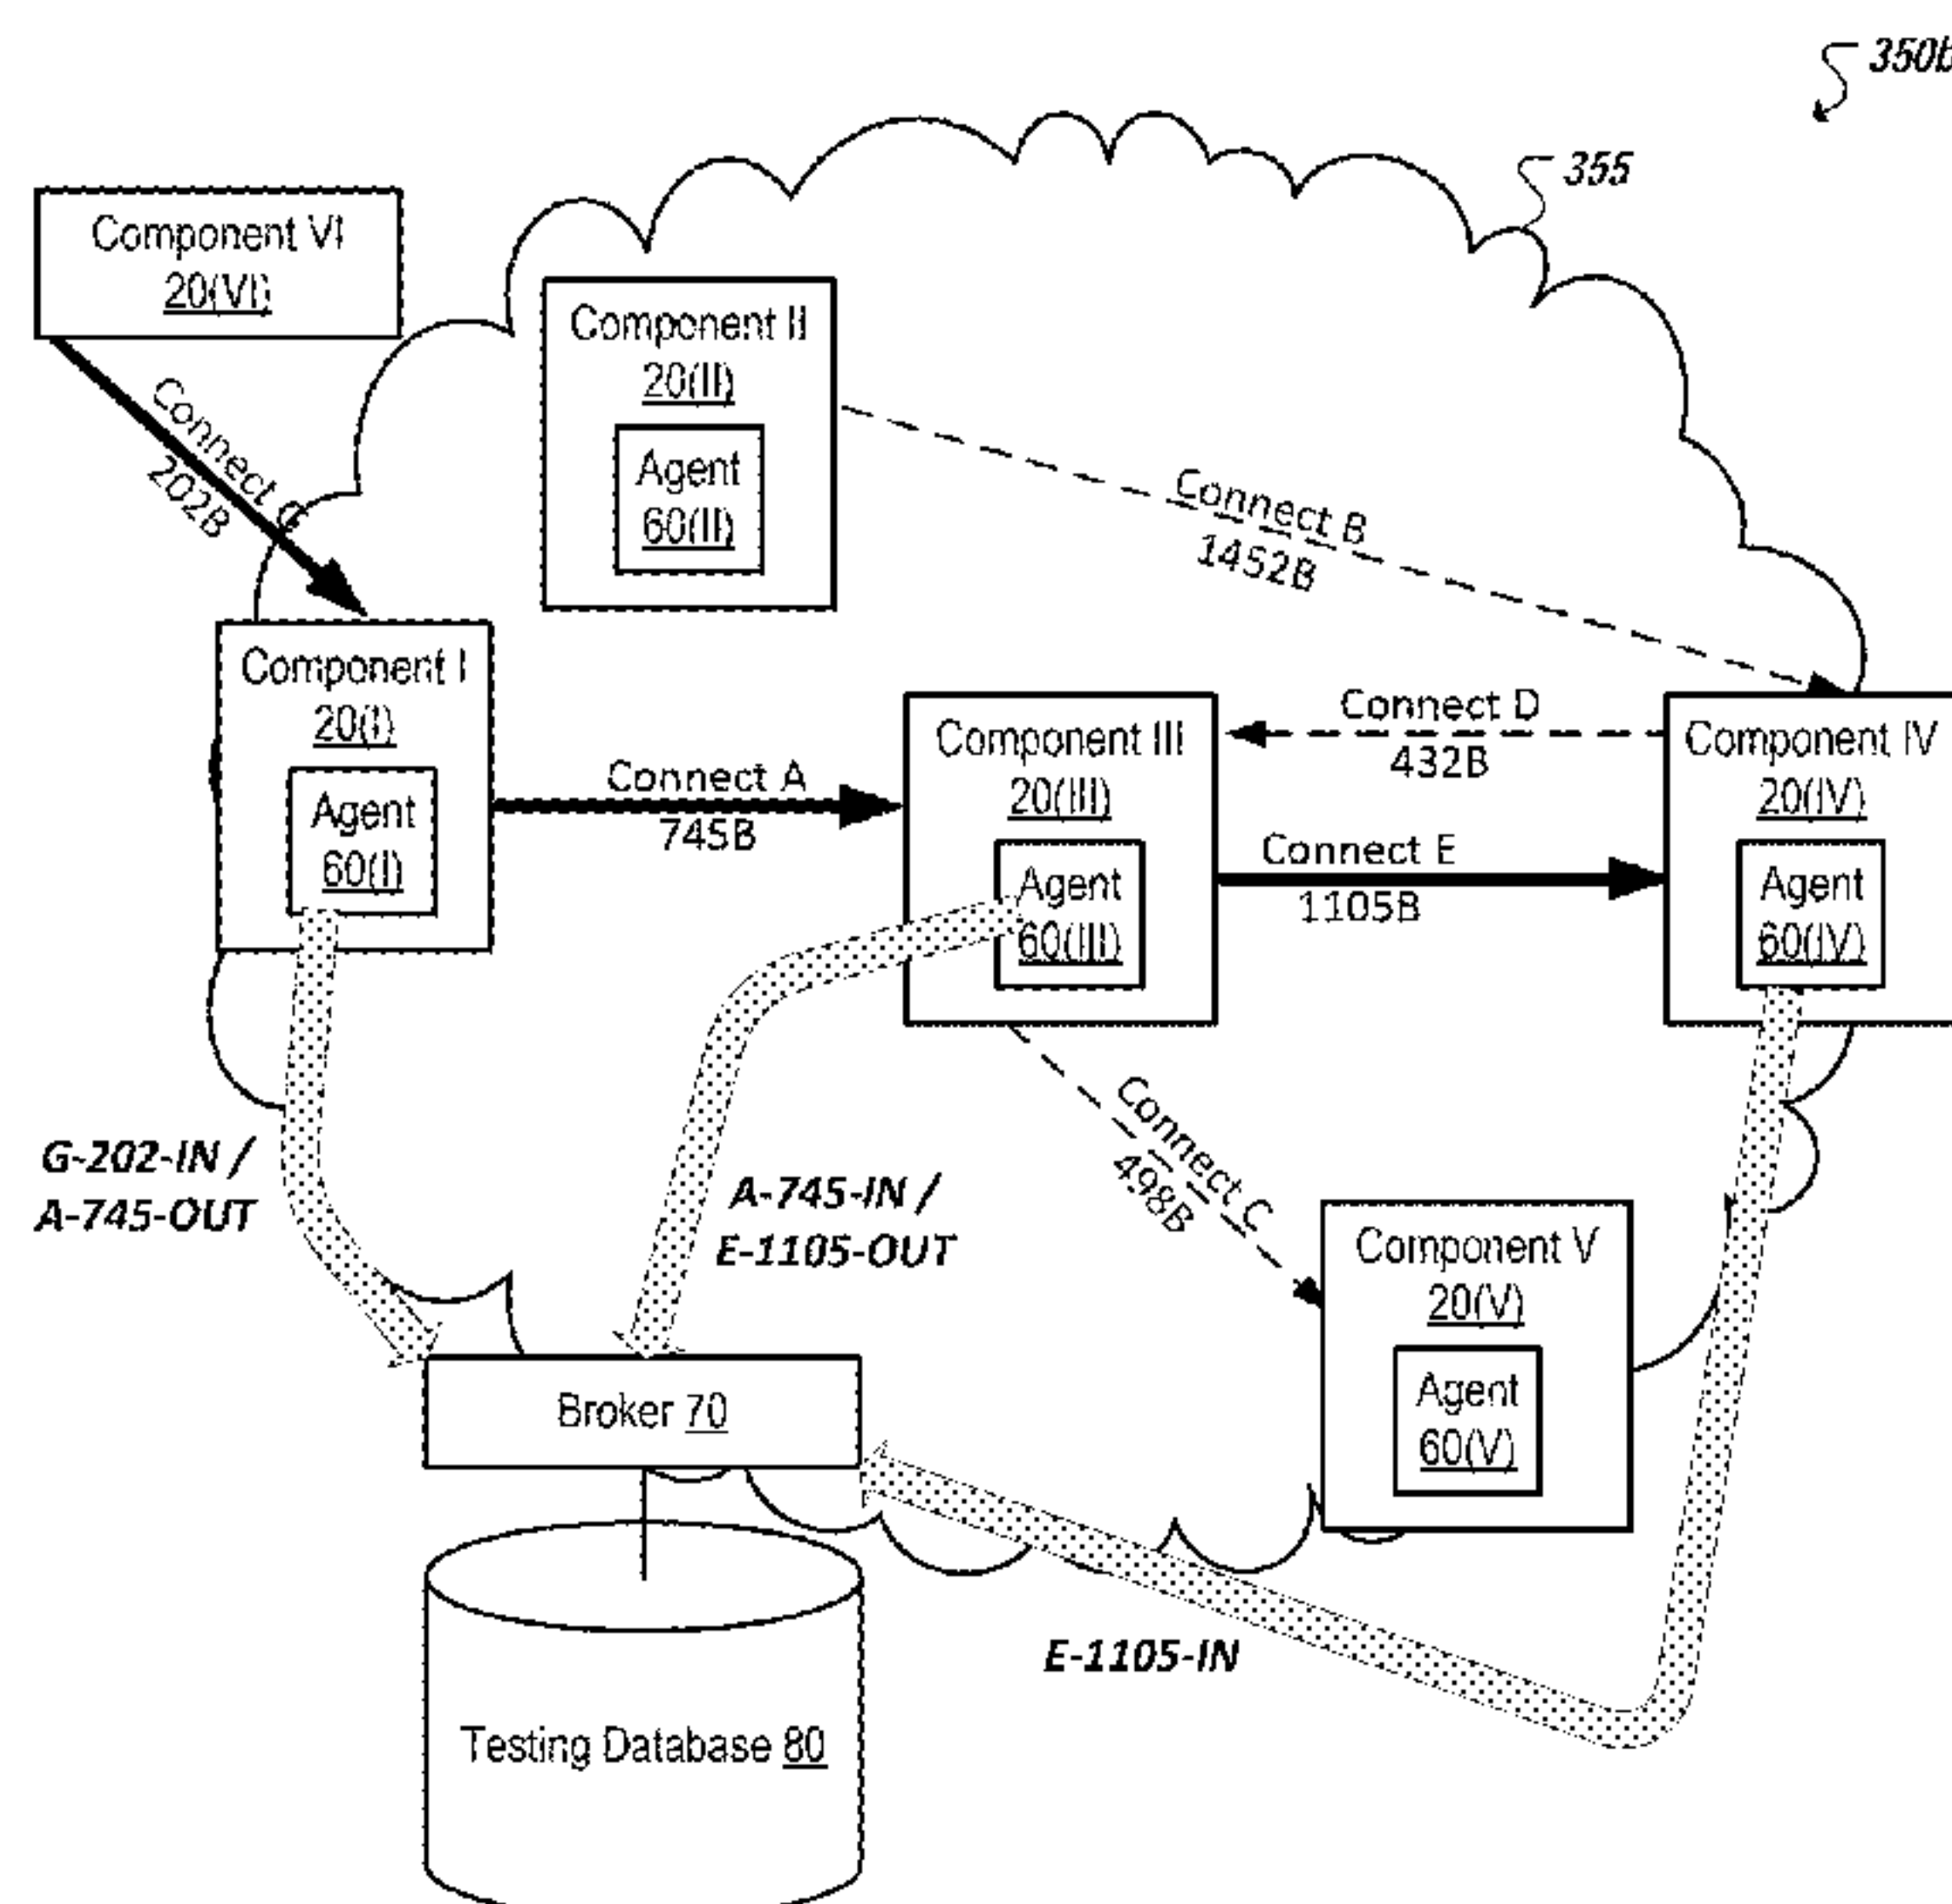 350b
355
Component VI
20(VI)
Component II
20(II)
Agent
60(II)
Connect G
202B
Connect B
1452B
Component I
20(I)
Agent
60(I)
Connect A
745B
Component III
20(III)
Agent
60(III)
Connect D
432B
Connect E
1105B
Component IV
20(IV)
Agent
60(IV)
G-202-IN /
A-745-OUT
A-745-IN /
E-1105-OUT
Connect C
498B
Component V
20(V)
Agent
60(V)
Broker 70
E-1105-IN
Testing Database 80